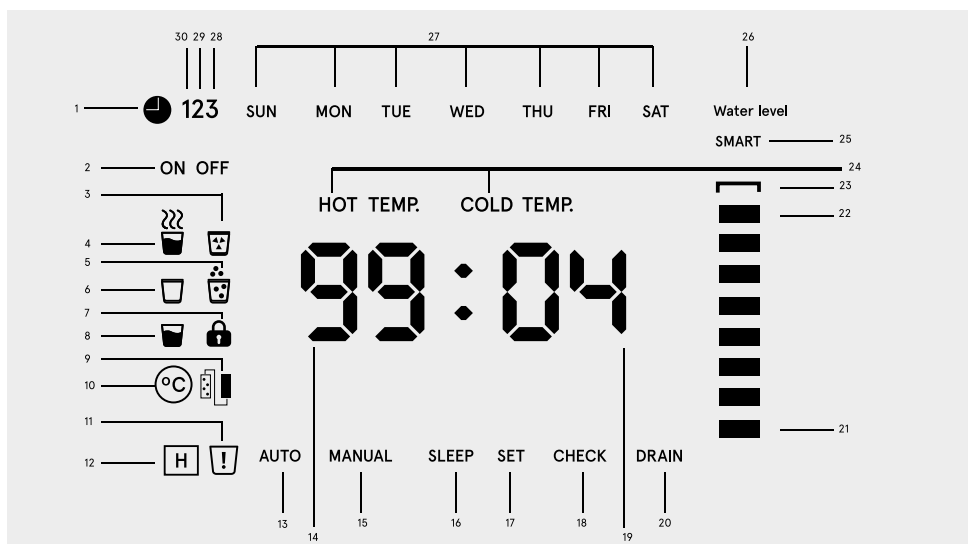 30 29 28 27 26
1 123 SUN MON TUE WED THU FRI SAT Water level
SMART 25
2 ON OFF 24
3 23
HOT TEMP. COLD TEMP. 22
4
5
99:04
6
7
8
9
10 °C
11 21
12 H ! AUTO MANUAL SLEEP SET CHECK DRAIN
13 14 15 16 17 18 19 20